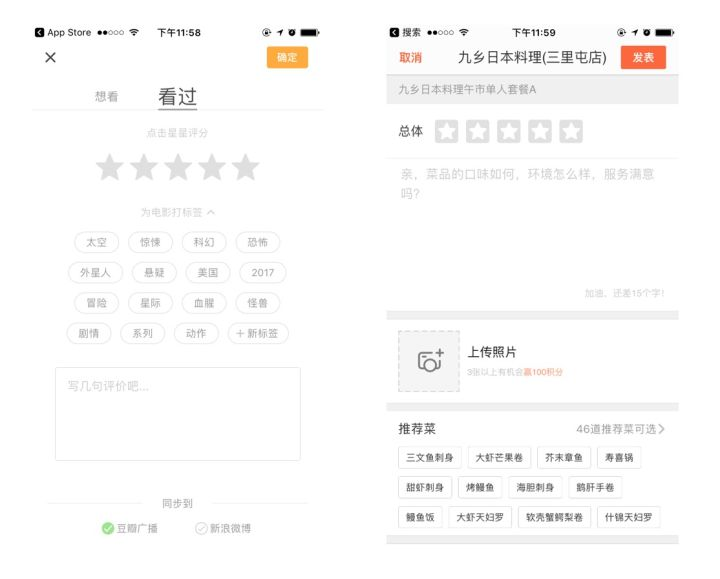 App Store 下午11:58
确定
想看 看过
点击星星评分
为电影打标签
太空 惊悚 科幻 恐怖
外星人 悬疑 美国 2017
冒险 星际 血腥 怪兽
剧情 系列 动作 +新标签
写几句评价吧...
同步到
豆瓣广播 新浪微博
搜索 下午11:59
取消 九乡日本料理(三里屯店) 发表
九乡日本料理午市单人套餐A
总体
亲，菜品的口味如何，环境怎么样，服务满意
吗？
加油，还差15个字!
上传照片
3张以上有机会赢100积分
推荐菜 46道推荐菜可选
三文鱼刺身 大虾芒果卷 芥末章鱼 寿喜锅
甜虾刺身 烤鳗鱼 海胆刺身 鹅肝手卷
鳗鱼饭 大虾天妇罗 软壳蟹鳄梨卷 什锦天妇罗